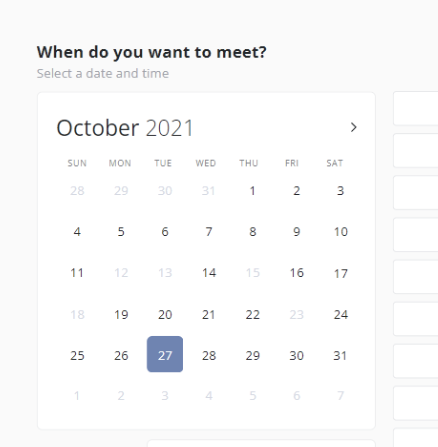 When do you want to meet?
Select a date and time
October 2021 >
SUN MON TUE WED THU FRI SAT
28 29 30 31 1 2 3
4 5 6 7 8 9 10
11 12 13 14 15 16 17
18 19 20 21 22 23 24
25 26 27 28 29 30 31
1 2 3 4 5 6 7